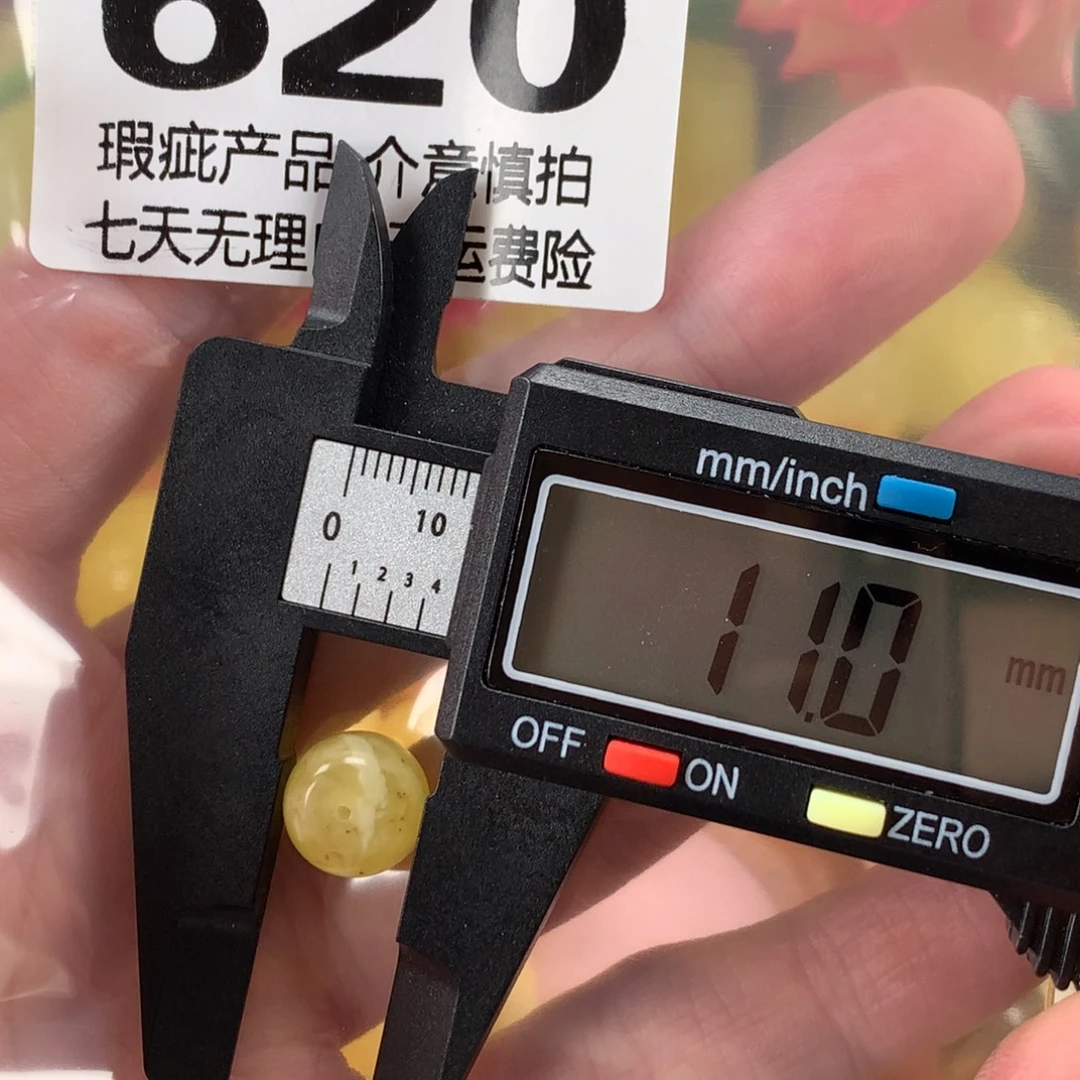 620
瑕疵产品 介意慎拍
七天无理 运费险
mm/inch
0 10
1 2 3 4
11.0 mm
OFF ON ZERO